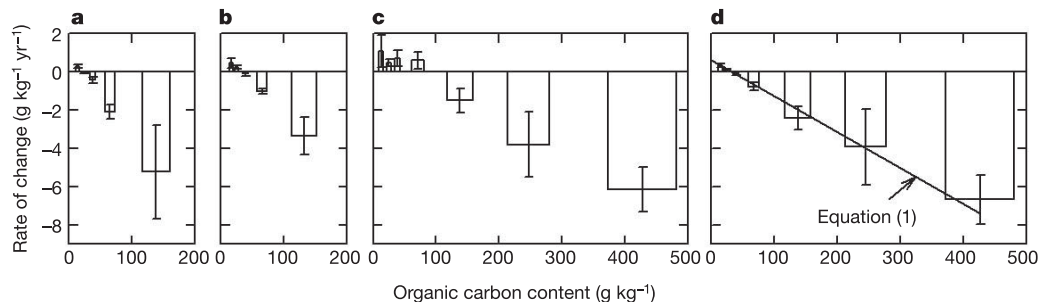 a
b
c
d
Rate of change (g kg⁻¹ yr⁻¹)
2
0
−2
−4
−6
−8
0 100 200
0 100 200
0 100 200 300 400 500
0 100 200 300 400 500
Equation (1)
Organic carbon content (g kg⁻¹)